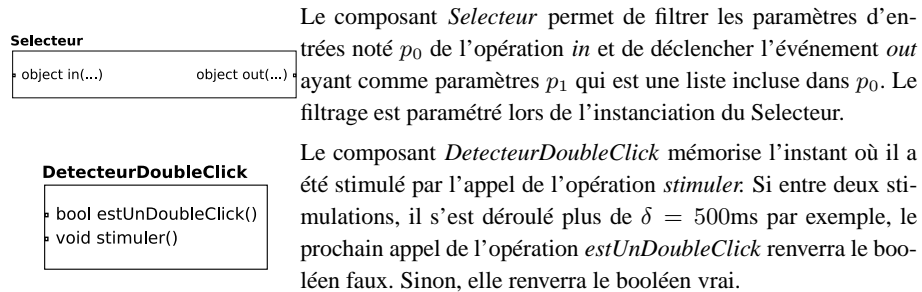 Selecteur
object in(...) object out(...)
Le composant Selecteur permet de filtrer les paramètres d'en-
trées noté p0 de l'opération in et de déclencher l'événement out
ayant comme paramètres p1 qui est une liste incluse dans p0. Le
filtrage est paramétré lors de l'instanciation du Selecteur.
DetecteurDoubleClick
bool estUnDoubleClick()
void stimuler()
Le composant DetecteurDoubleClick mémorise l'instant où il a
été stimulé par l'appel de l'opération stimuler. Si entre deux sti-
mulations, il s'est déroulé plus de δ = 500ms par exemple, le
prochain appel de l'opération estUnDoubleClick renverra le boo-
léen faux. Sinon, elle renverra le booléen vrai.